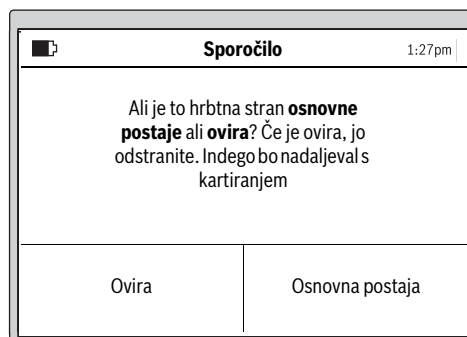 Sporočilo 1:27pm
Ali je to hrbtna stran osnovne
postaje ali ovira? Če je ovira, jo
odstranite. Indego bo nadaljeval s
kartiranjem
Ovira Osnovna postaja